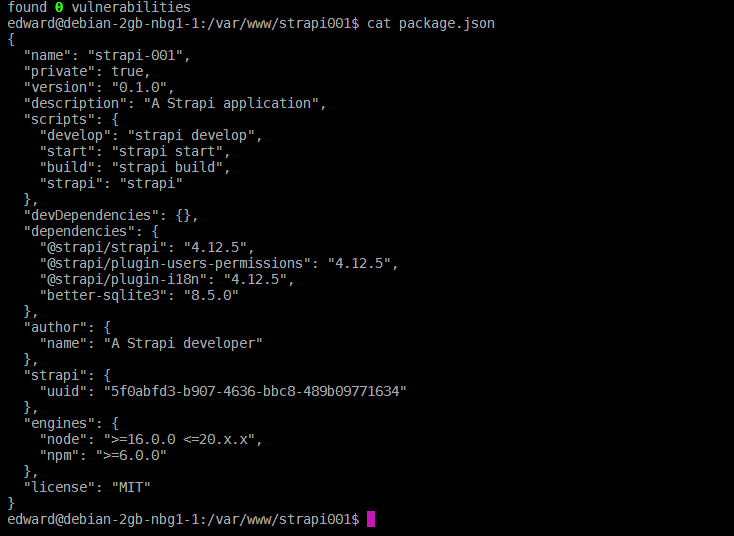 found 0 vulnerabilities
edward@debian-2gb-nbg1-1:/var/www/strapi001$ cat package.json
{
  "name": "strapi-001",
  "private": true,
  "version": "0.1.0",
  "description": "A Strapi application",
  "scripts": {
    "develop": "strapi develop",
    "start": "strapi start",
    "build": "strapi build",
    "strapi": "strapi"
  },
  "devDependencies": {},
  "dependencies": {
    "@strapi/strapi": "4.12.5",
    "@strapi/plugin-users-permissions": "4.12.5",
    "@strapi/plugin-i18n": "4.12.5",
    "better-sqlite3": "8.5.0"
  },
  "author": {
    "name": "A Strapi developer"
  },
  "strapi": {
    "uuid": "5f0abfd3-b907-4636-bbc8-489b09771634"
  },
  "engines": {
    "node": ">=16.0.0 <=20.x.x",
    "npm": ">=6.0.0"
  },
  "license": "MIT"
}
edward@debian-2gb-nbg1-1:/var/www/strapi001$